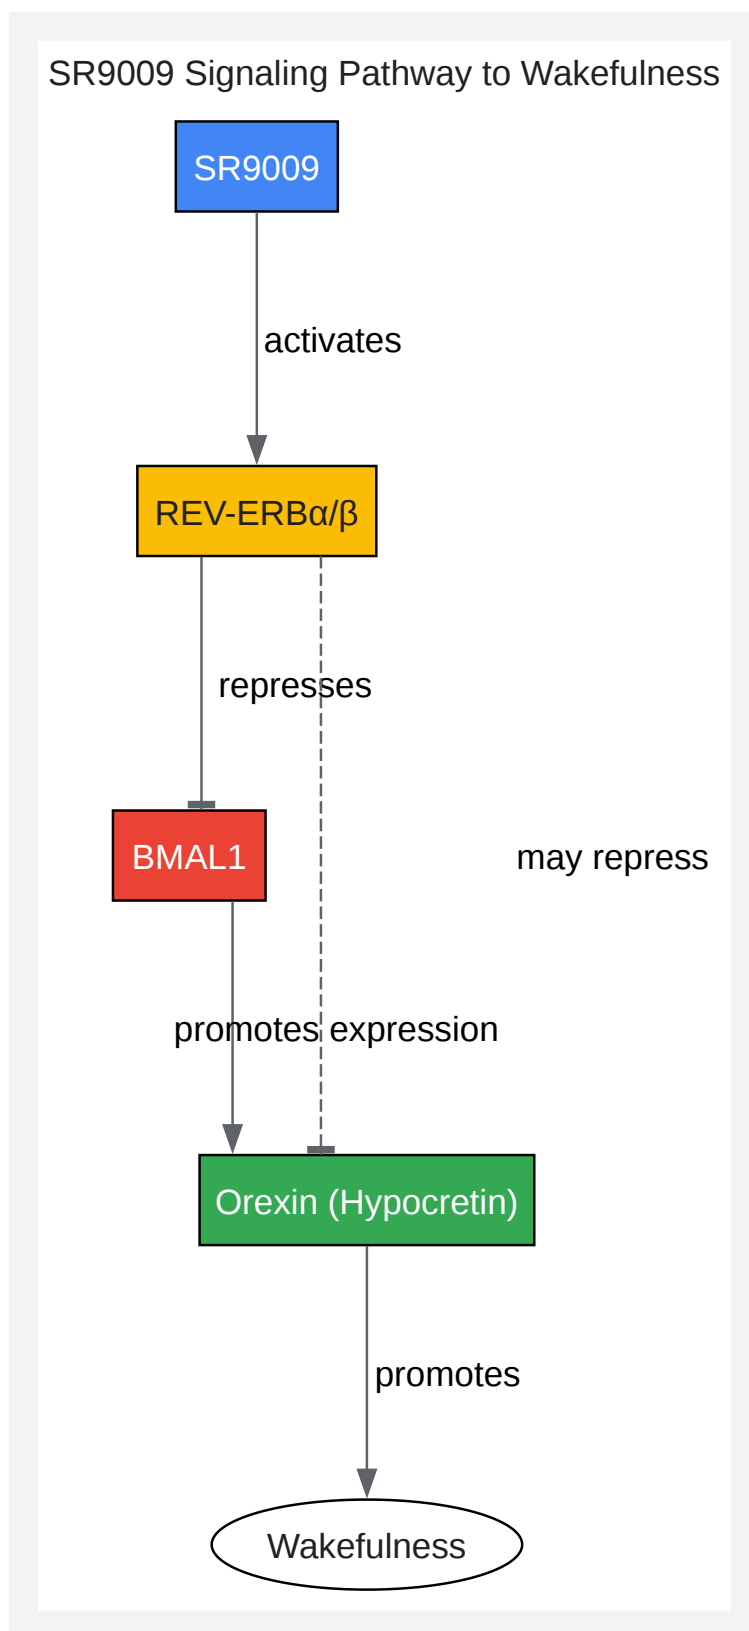 SR9009 Signaling Pathway to Wakefulness
SR9009
activates
REV-ERBα/β
represses
BMAL1
may repress
promotes expression
Orexin (Hypocretin)
promotes
Wakefulness